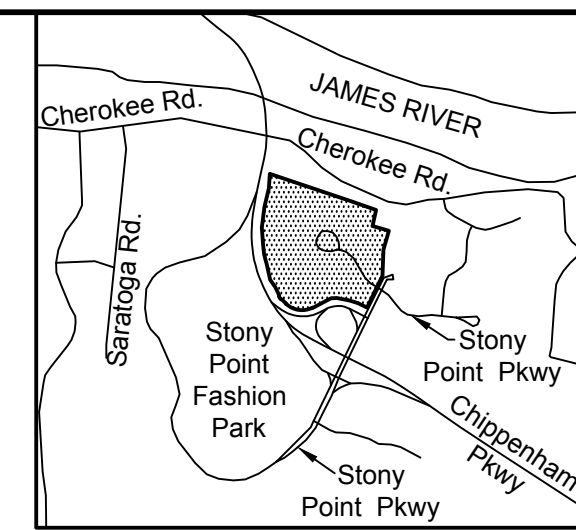 JAMES RIVER
Cherokee Rd.
Cherokee Rd.
Saratoga Rd.
Stony
Point
Fashion
Park
Stony
Point Pkwy
Chippenham
Pkwy
Stony
Point Pkwy